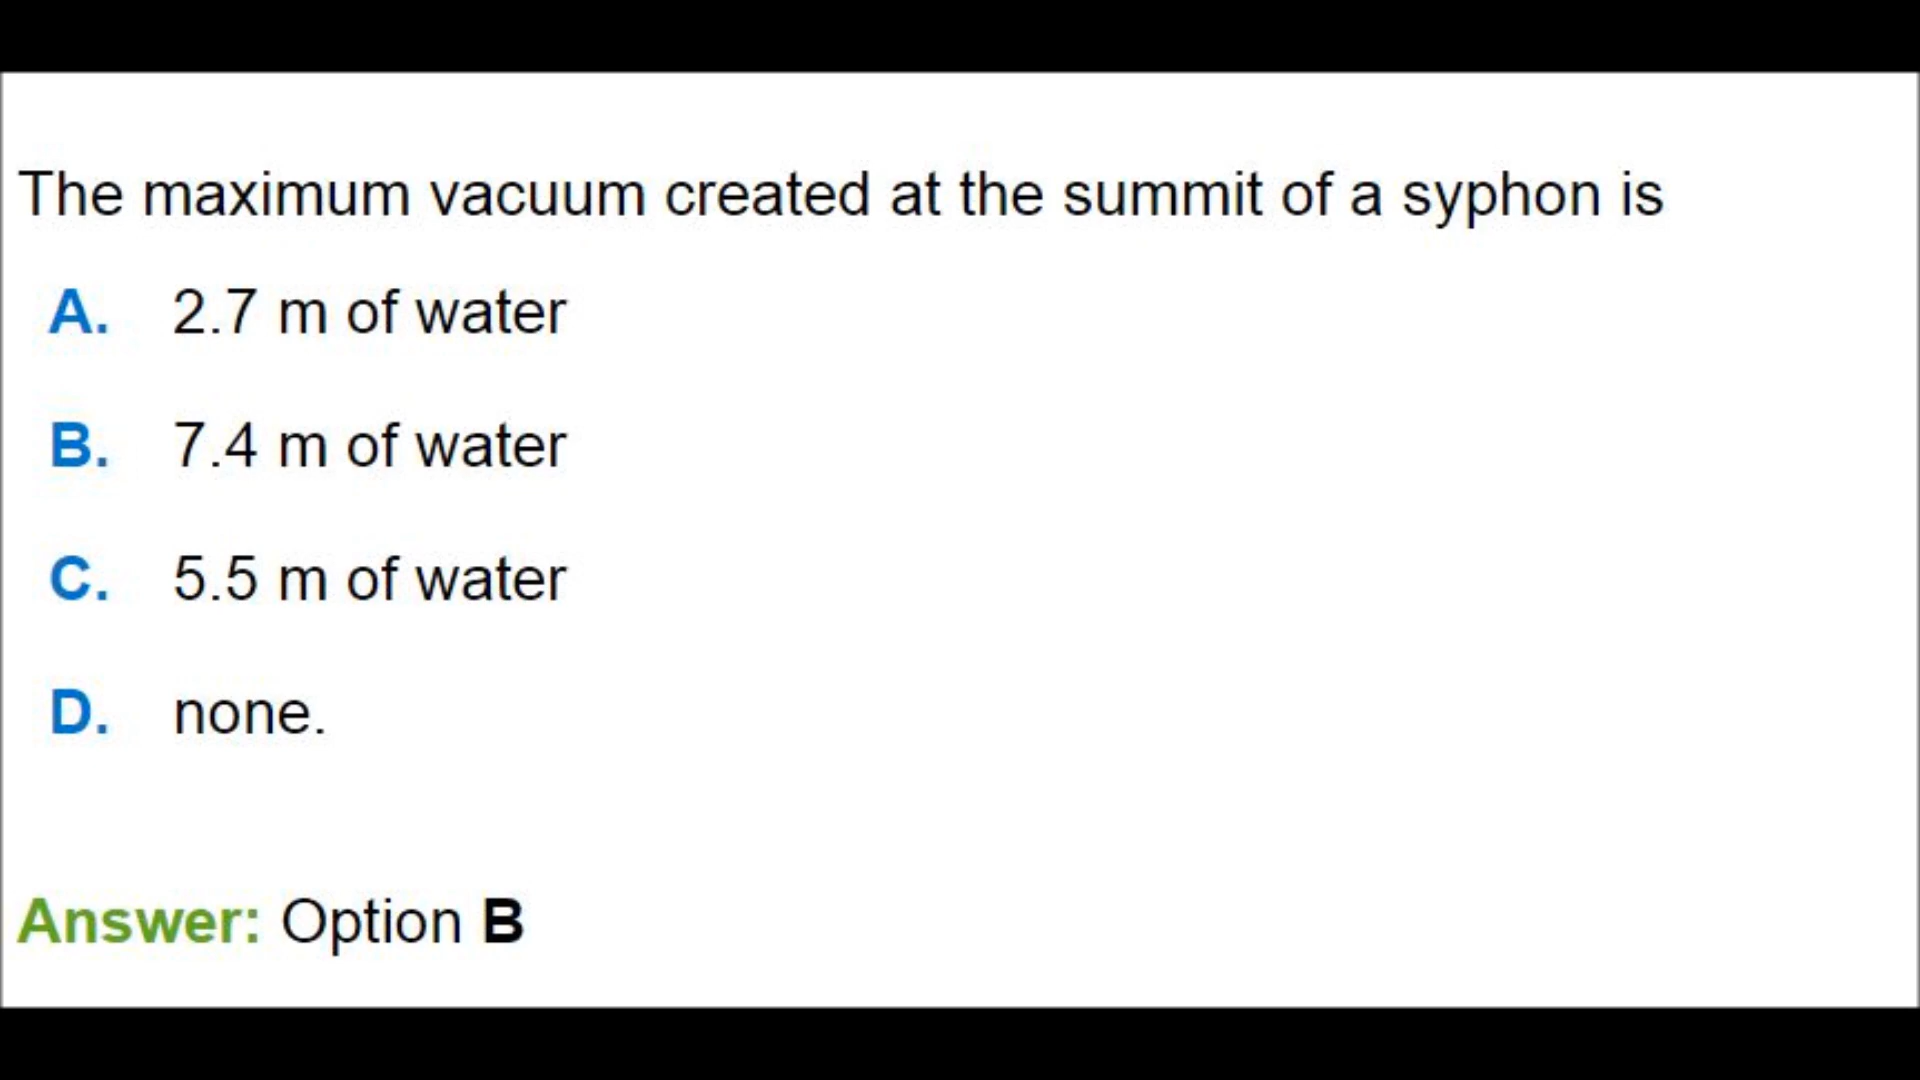 The maximum vacuum created at the summit of a syphon is
A. 2.7 m of water
B. 7.4 m of water
C. 5.5 m of water
D. none.
Answer: Option B